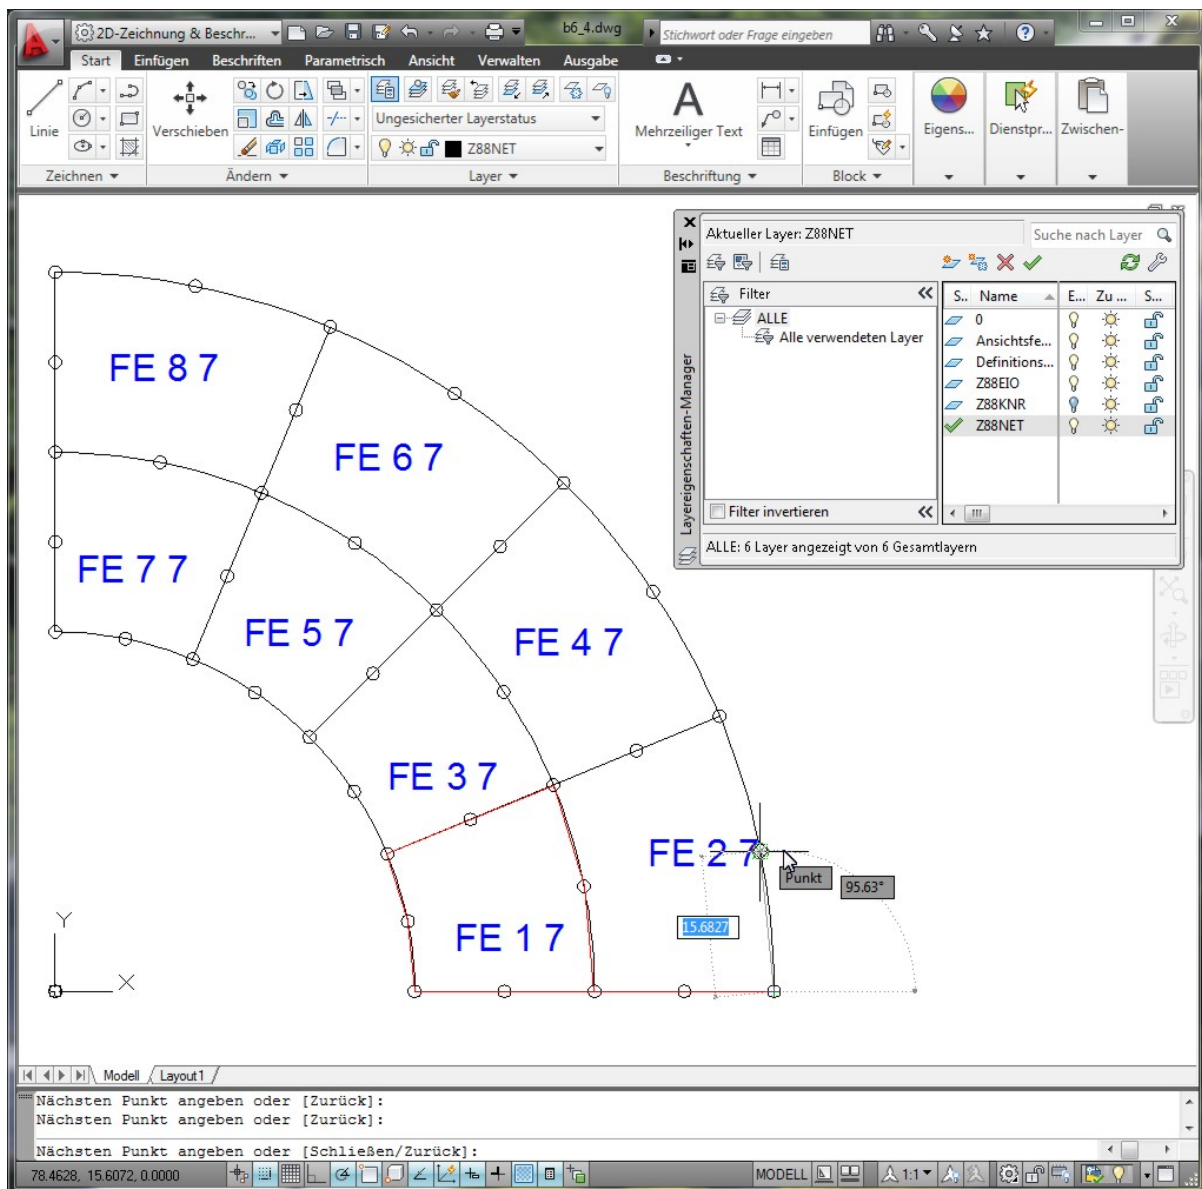 2D-Zeichnung & Beschr... b6_4.dwg Stichwort oder Frage eingeben
Start Einfügen Beschriften Parametrisch Ansicht Verwalten Ausgabe
Linie
Verschieben
Ungesicherter Layerstatus
Z88NET
Mehrzeiliger Text
Einfügen
Eigens...
Dienstpr...
Zwischen-
Zeichnen Ändern Layer Beschriftung Block
Aktueller Layer: Z88NET
Suche nach Layer
Filter
ALLE
Alle verwendeten Layer
S.. Name E... Zu ... S...
0
Ansichtsfe...
Definitions...
Z88EIO
Z88KNR
Z88NET
Filter invertieren
ALLE: 6 Layer angezeigt von 6 Gesamtlayern
Layereigenschaften-Manager
FE 8 7
FE 6 7
FE 7 7
FE 5 7
FE 4 7
FE 3 7
FE 2 7
FE 1 7
Punkt
95.63°
15.6827
Y
X
Modell Layout1
Nächsten Punkt angeben oder [Zurück]:
Nächsten Punkt angeben oder [Zurück]:
Nächsten Punkt angeben oder [Schließen/Zurück]:
78.4628, 15.6072, 0.0000 MODELL 1:1